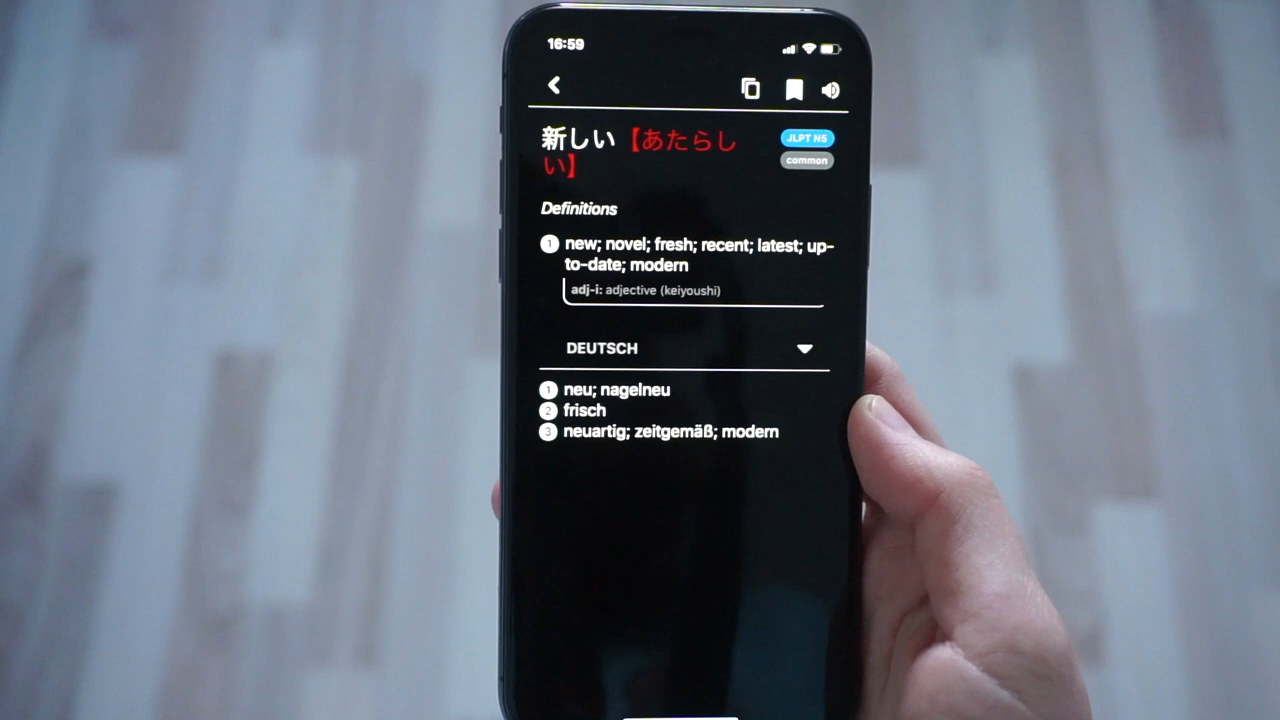 16:59
新しい【あたらし
い】
JLPT N5
common
Definitions
1 new; novel; fresh; recent; latest; up-
to-date; modern
adj-i: adjective (keiyoushi)
DEUTSCH
1 neu; nagelneu
2 frisch
3 neuartig; zeitgemäß; modern